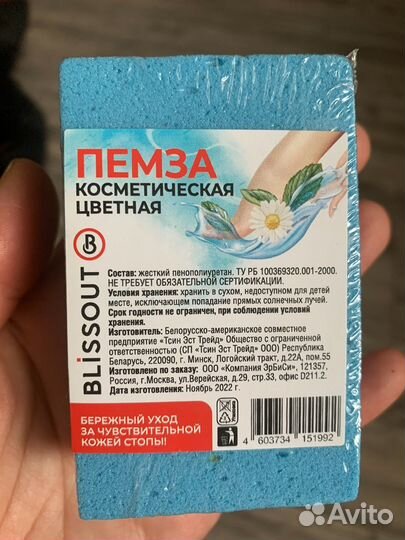 ПЕМЗА
КОСМЕТИЧЕСКАЯ
ЦВЕТНАЯ
BLISSOUT
B
Состав: жесткий пенополиуретан. ТУ РБ 100369320.001-2000.
НЕ ТРЕБУЕТ ОБЯЗАТЕЛЬНОЙ СЕРТИФИКАЦИИ.
Условия хранения: хранить в сухом, недоступном для детей
месте, исключающем попадание прямых солнечных лучей.
Срок годности не ограничен, при соблюдении условий
хранения.
Изготовитель: Белорусско-американское совместное
предприятие «Тсин Эст Трейд» Общество с ограниченной
ответственностью (СП «Тсин Эст Трейд» ООО) Республика
Беларусь, 220090, г. Минск, Логойский тракт, д.22А, пом.55
Изготовлено по заказу: ООО «Компания ЭрБиСи», 121357,
Россия, г.Москва, ул.Верейская, д.29, стр.33, офис D211.2.
Дата изготовления: Ноябрь 2022 г.
БЕРЕЖНЫЙ УХОД
ЗА ЧУВСТВИТЕЛЬНОЙ
КОЖЕЙ СТОПЫ!
4 603734 151992
Avito